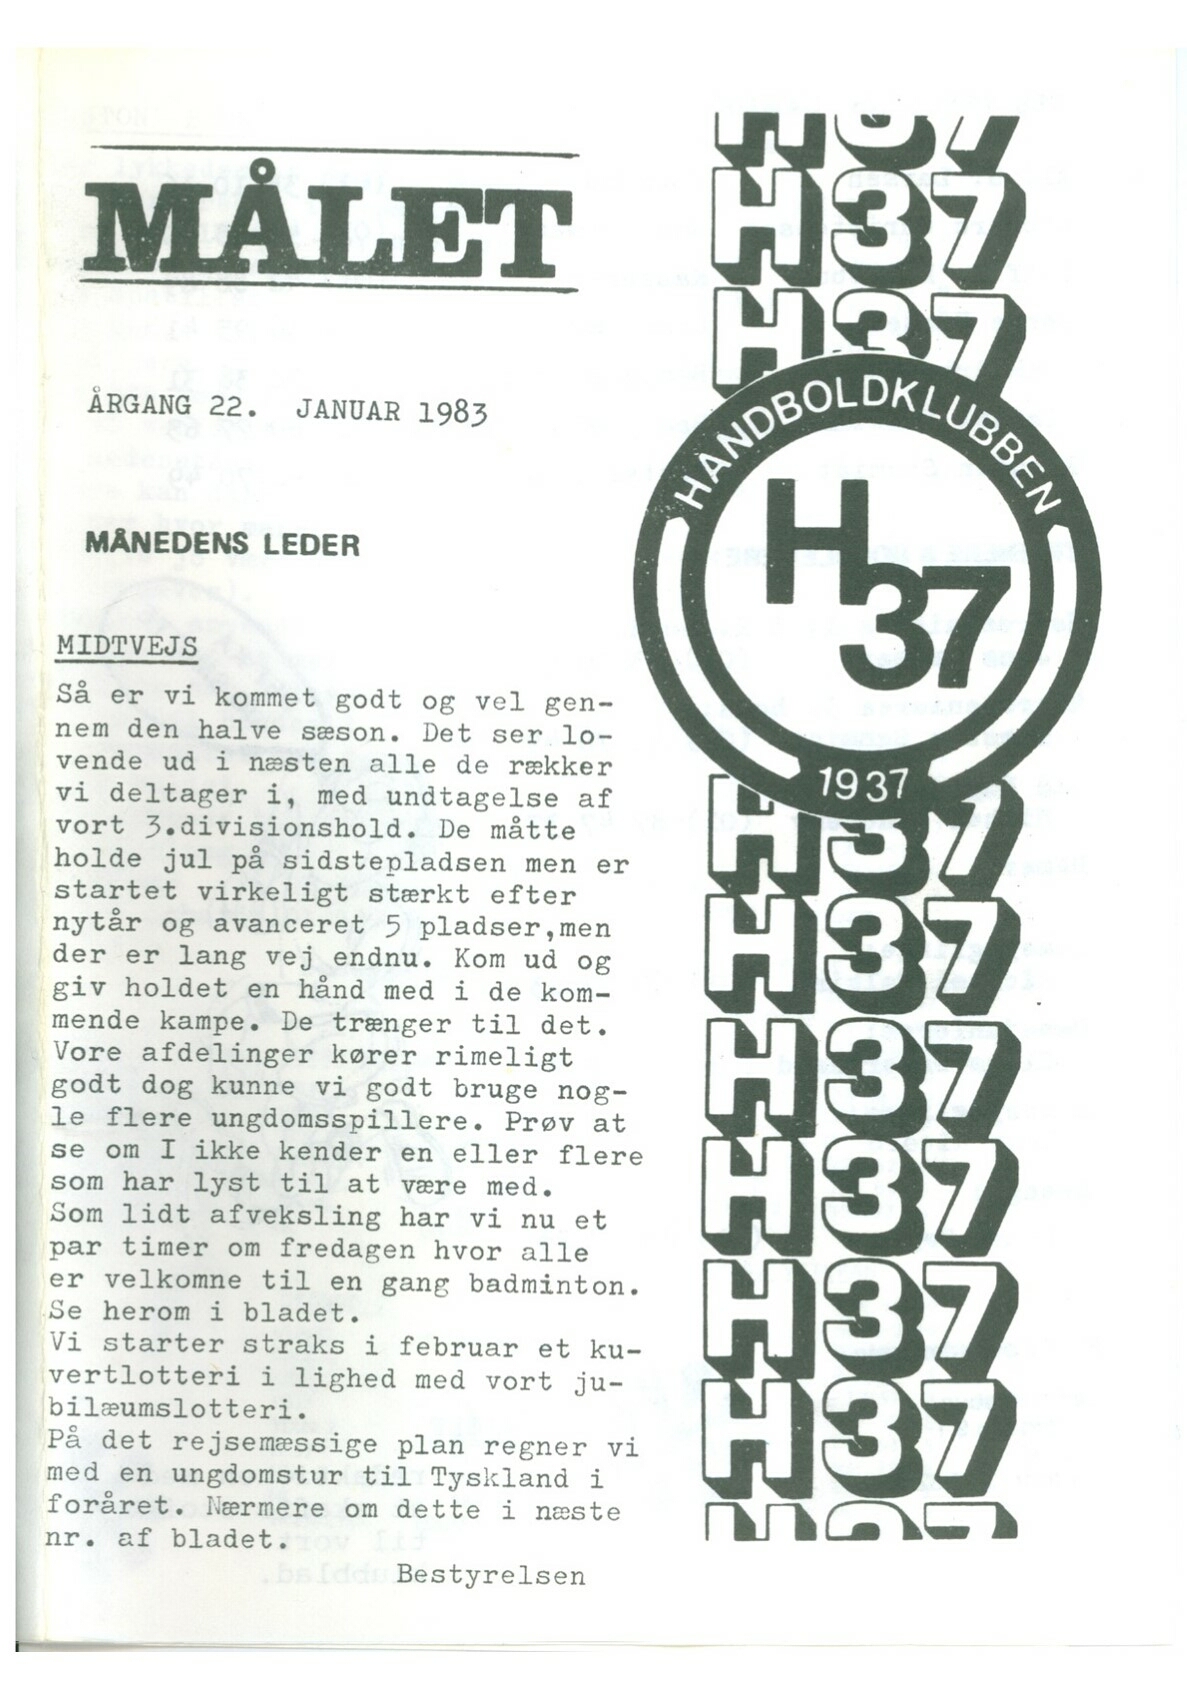 MÅLET
ÅRGANG 22. JANUAR 1983
MÅNEDENS LEDER
MIDTVEJS
Så er vi kommet godt og vel gen-
nem den halve sæson. Det ser lo-
vende ud i næsten alle de rækker
vi deltager i, med undtagelse af
vort 3.divisionshold. De måtte
holde jul på sidstepladsen men er
startet virkeligt stærkt efter
nytår og avanceret 5 pladser,men
der er lang vej endnu. Kom ud og
giv holdet en hånd med i de kom-
mende kampe. De trænger til det.
Vore afdelinger kører rimeligt
godt dog kunne vi godt bruge nog-
le flere ungdomsspillere. Prøv at
se om I ikke kender en eller flere
som har lyst til at være med.
Som lidt afveksling har vi nu et
par timer om fredagen hvor alle
er velkomne til en gang badminton.
Se herom i bladet.
Vi starter straks i februar et ku-
vertlotteri i lighed med vort ju-
bilæumslotteri.
På det rejsemæssige plan regner vi
med en ungdomstur til Tyskland i
foråret. Nærmere om dette i næste
nr. af bladet.
Bestyrelsen
H37
H37
H37
HÅNDBOLDKLUBBEN
H37
1937
H37
H37
H37
H37
H37
H37
H37